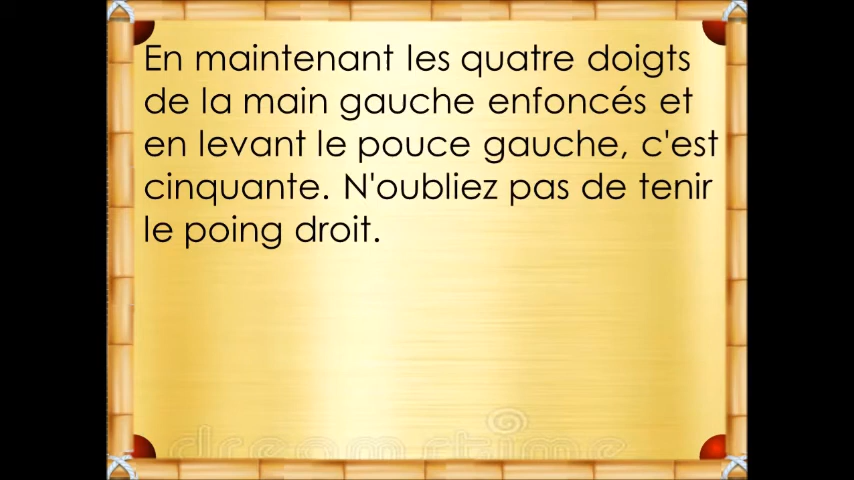 En maintenant les quatre doigts
de la main gauche enfoncés et
en levant le pouce gauche, c'est
cinquante. N'oubliez pas de tenir
le poing droit.
dreamstime